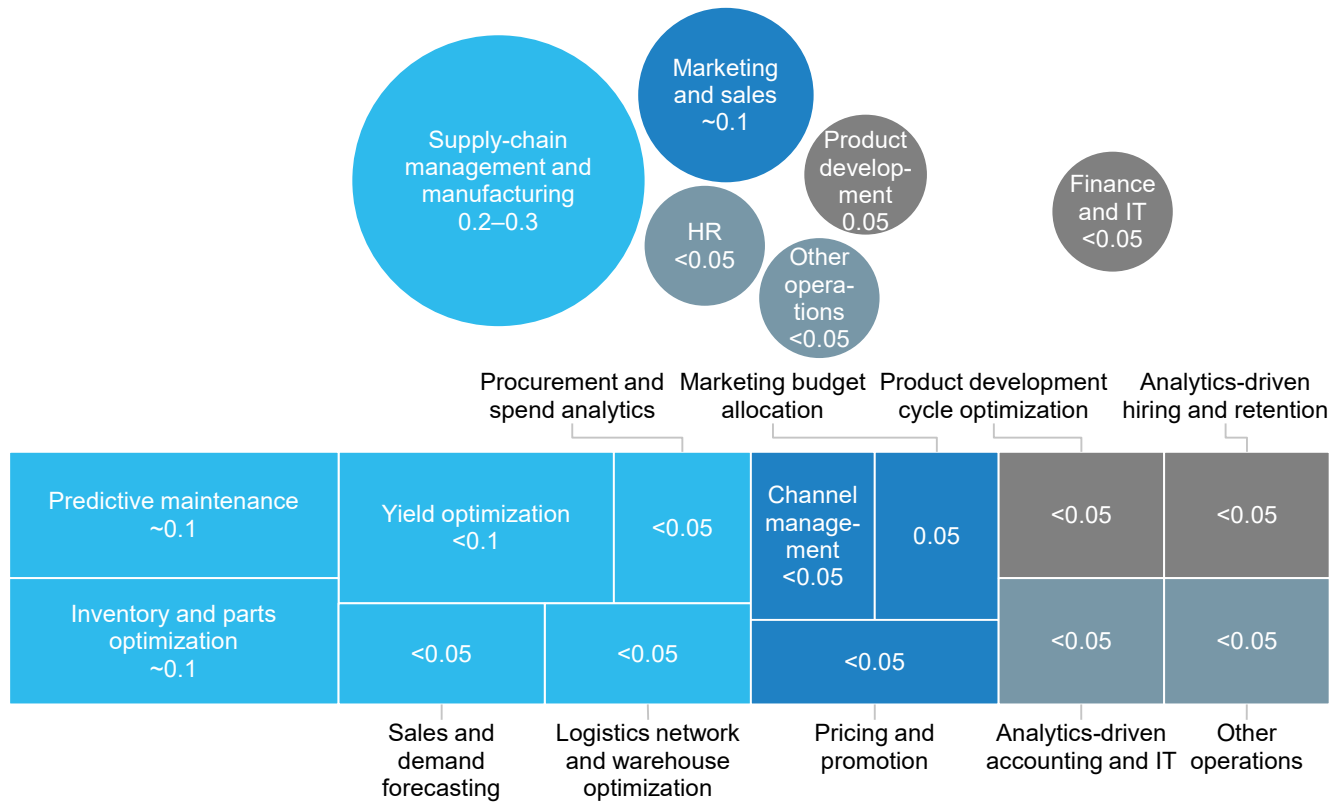 Supply-chain
management and
manufacturing
0.2–0.3
Marketing
and sales
~0.1
Product
develop-
ment
0.05
HR
<0.05
Other
opera-
tions
<0.05
Finance
and IT
<0.05
Procurement and
spend analytics
Marketing budget
allocation
Product development
cycle optimization
Analytics-driven
hiring and retention
Predictive maintenance
~0.1
Yield optimization
<0.1
<0.05
Channel
manage-
ment
<0.05
0.05
<0.05
<0.05
Inventory and parts
optimization
~0.1
<0.05
<0.05
<0.05
<0.05
<0.05
Sales and
demand
forecasting
Logistics network
and warehouse
optimization
Pricing and
promotion
Analytics-driven
accounting and IT
Other
operations